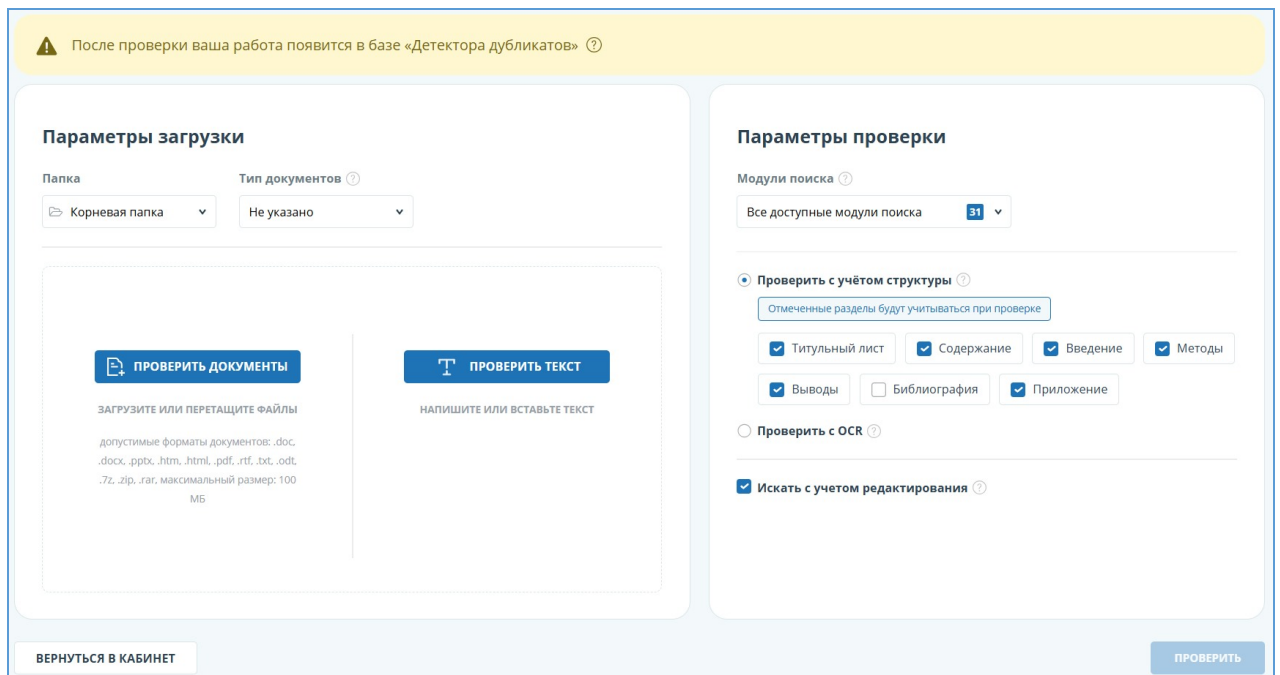 После проверки ваша работа появится в базе «Детектора дубликатов» ?
Параметры загрузки
Папка
Тип документов ?
Корневая папка
Не указано
ПРОВЕРИТЬ ДОКУМЕНТЫ
ЗАГРУЗИТЕ ИЛИ ПЕРЕТАЩИТЕ ФАЙЛЫ
допустимые форматы документов: .doc,
.docx, .pptx, .htm, .html, .pdf, .rtf, .txt, .odt,
.7z, .zip, .rar, максимальный размер: 100
МБ
ПРОВЕРИТЬ ТЕКСТ
НАПИШИТЕ ИЛИ ВСТАВЬТЕ ТЕКСТ
Параметры проверки
Модули поиска ?
Все доступные модули поиска 31
Проверить с учётом структуры ?
Отмеченные разделы будут учитываться при проверке
Титульный лист
Содержание
Введение
Методы
Выводы
Библиография
Приложение
Проверить с OCR ?
Искать с учетом редактирования ?
ВЕРНУТЬСЯ В КАБИНЕТ
ПРОВЕРИТЬ